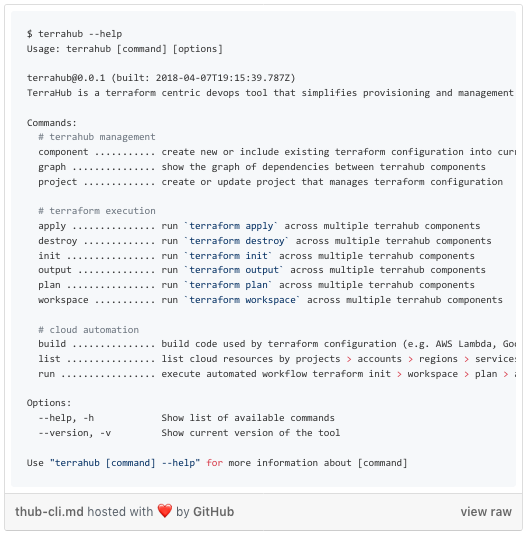 $ terrahub --help
Usage: terrahub [command] [options]
terrahub@0.0.1 (built: 2018-04-07T19:15:39.787Z)
TerraHub is a terraform centric devops tool that simplifies provisioning and management
Commands:
# terrahub management
component ........... create new or include existing terraform configuration into
graph ............... show the graph of dependencies between terrahub components
project ............. create or update project that manages terraform configuration
# terraform execution
apply ............... run `terraform apply` across multiple terrahub components
destroy ............. run `terraform destroy` across multiple terrahub components
init ................ run `terraform init` across multiple terrahub components
output .............. run `terraform output` across multiple terrahub components
plan ................ run `terraform plan` across multiple terrahub components
workspace ........... run `terraform workspace` across multiple terrahub components
# cloud automation
build ............... build code used by terraform configuration (e.g. AWS Lambda,
list ................ list cloud resources by projects > accounts > regions > services
run ................. execute automated workflow terraform init > workspace > plan >
Options:
--help, -h Show list of available commands
--version, -v Show current version of the tool
Use "terrahub [command] --help" for more information about [command]
thub-cli.md hosted with ❤️ by GitHub view raw